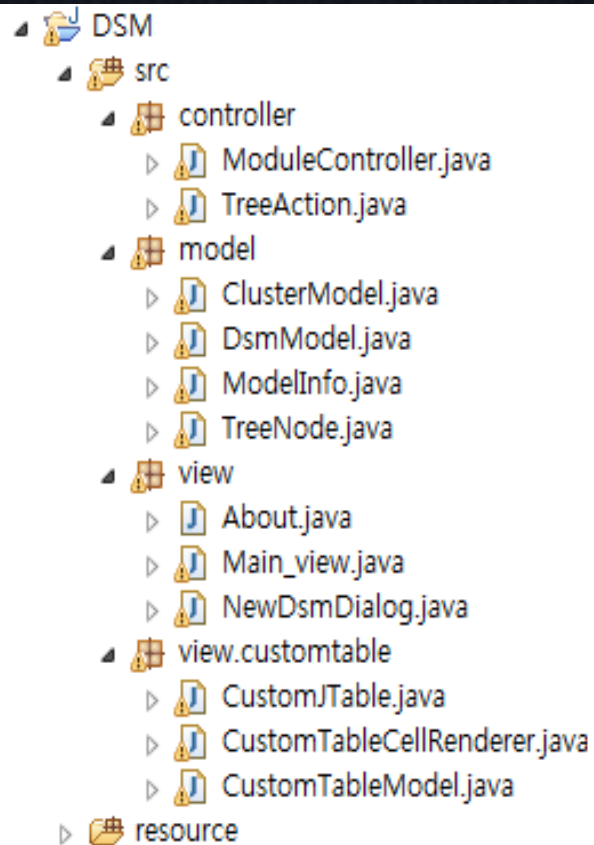 DSM
src
controller
ModuleController.java
TreeAction.java
model
ClusterModel.java
DsmModel.java
ModelInfo.java
TreeNode.java
view
About.java
Main_view.java
NewDsmDialog.java
view.customtable
CustomJTable.java
CustomTableCellRenderer.java
CustomTableModel.java
resource